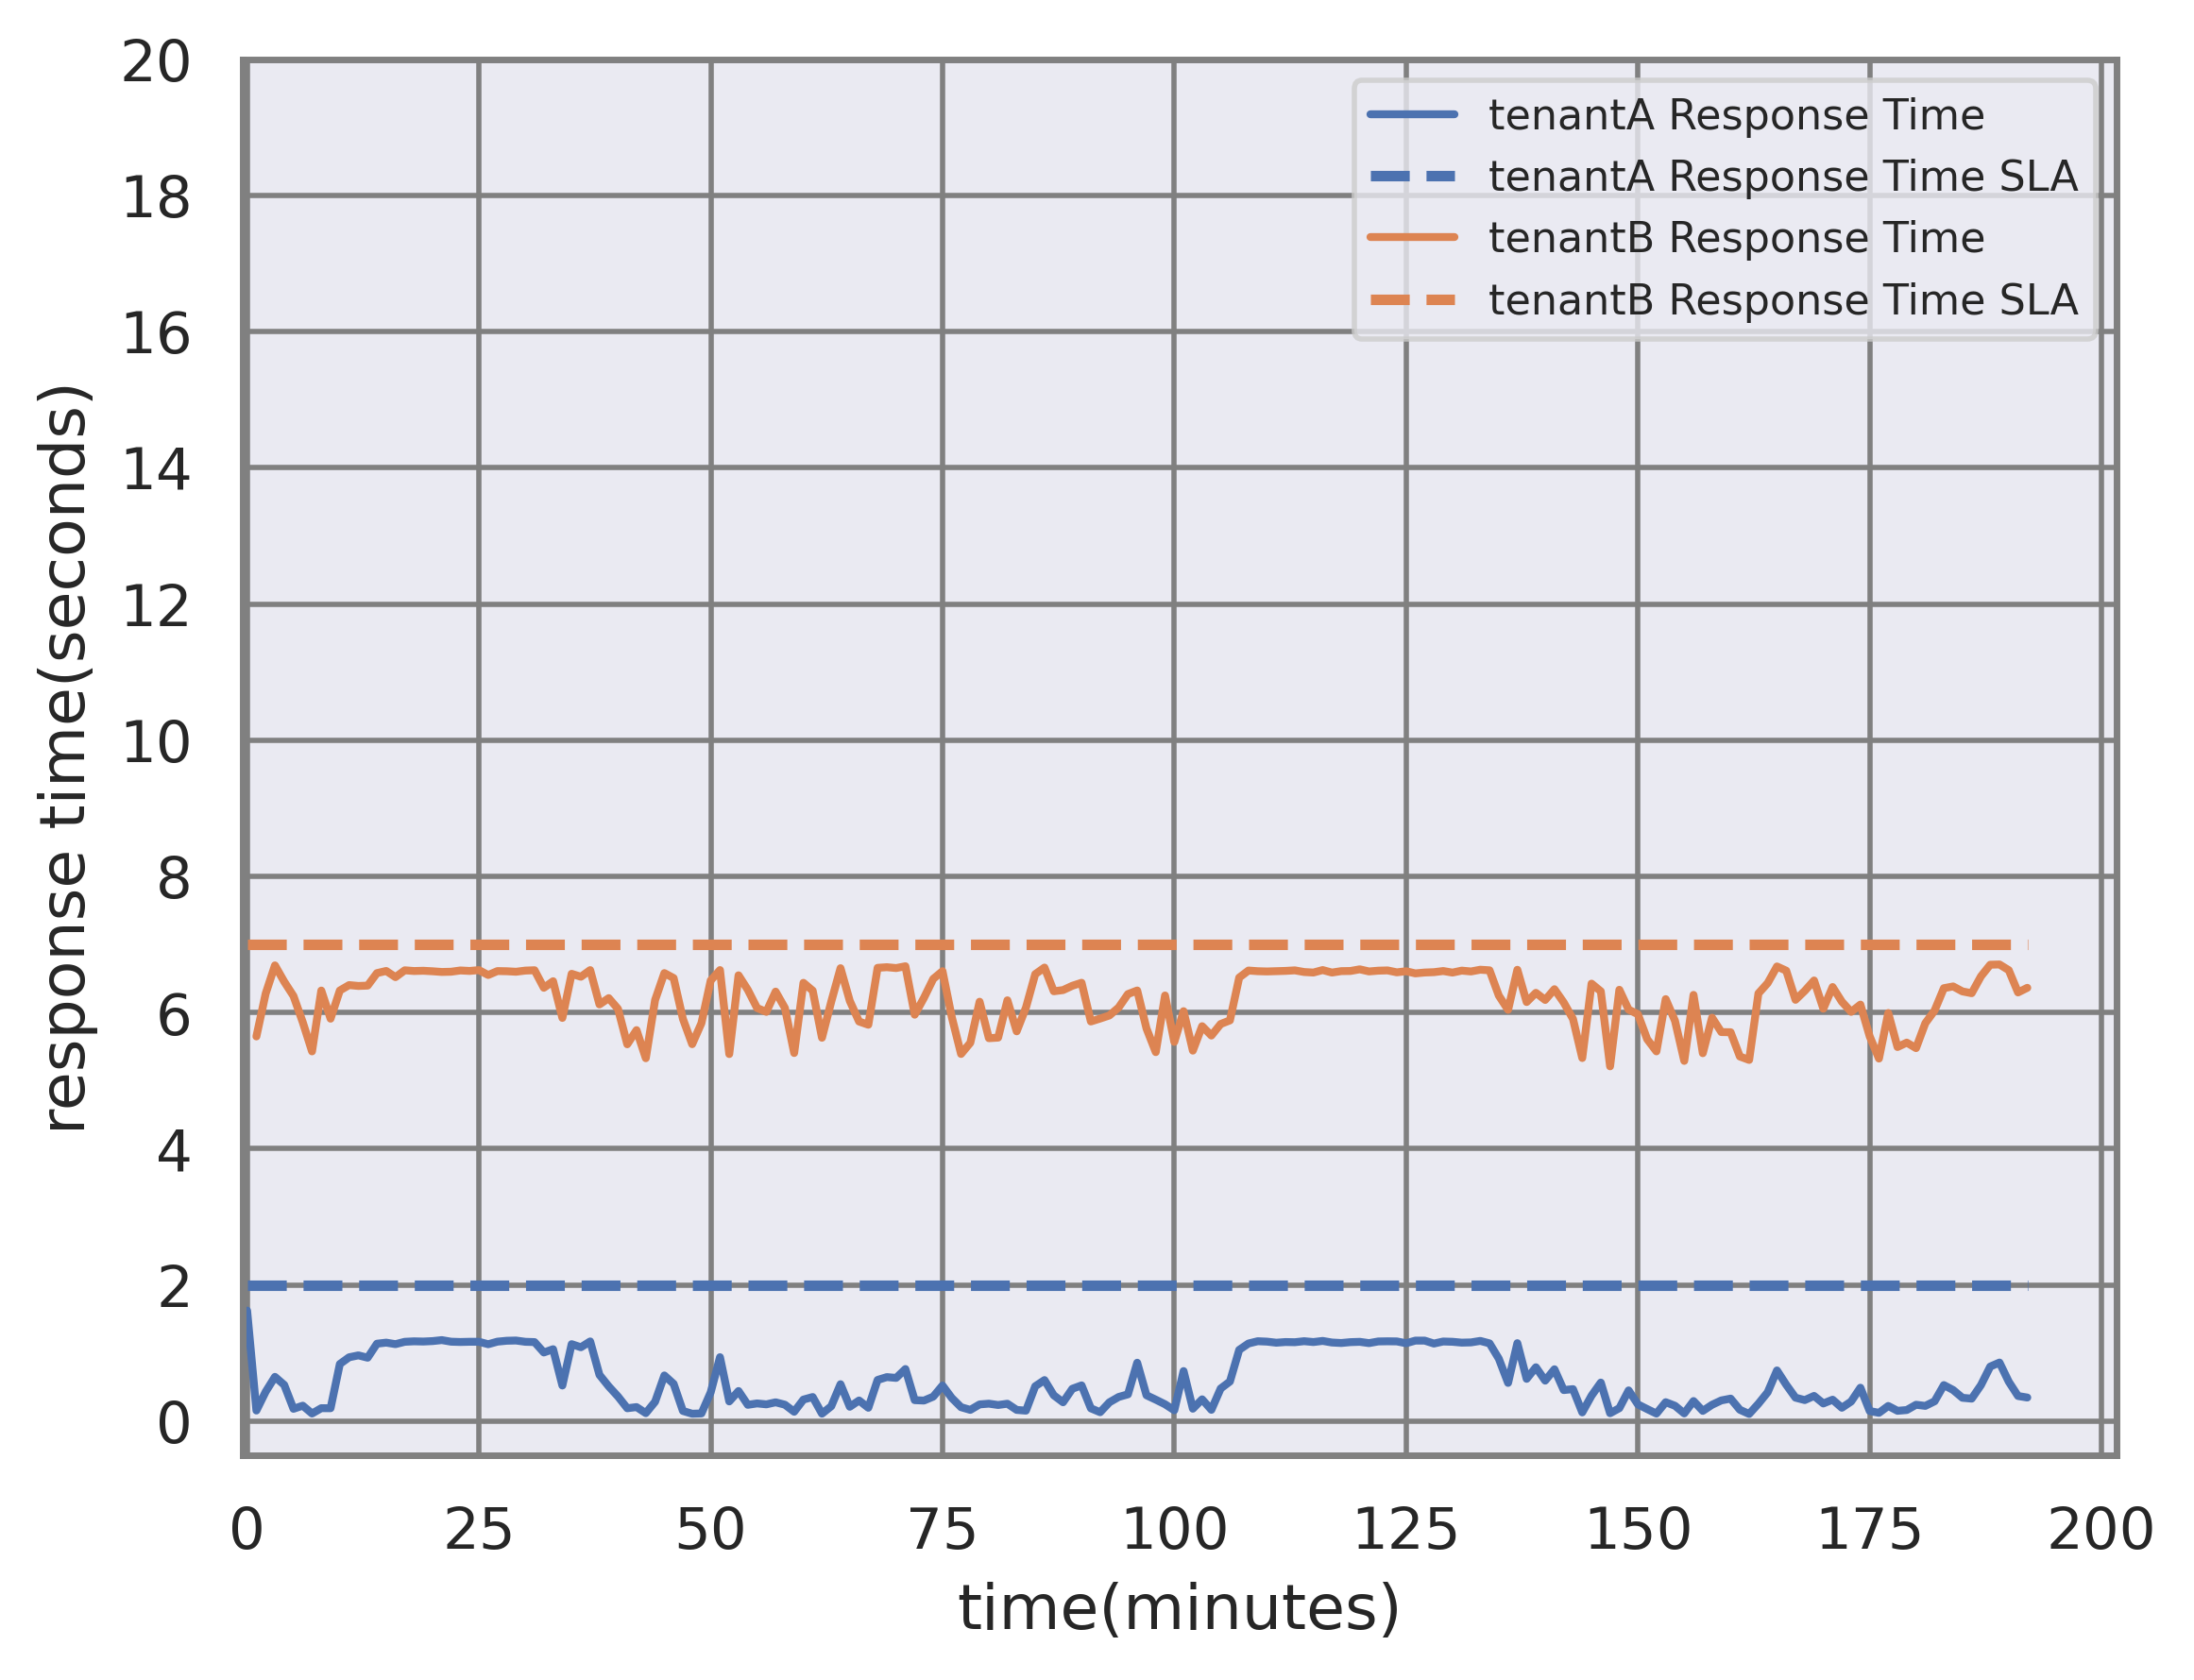 20
18
16
14
12
10
8
6
4
2
0
response time(seconds)
tenantA Response Time
tenantA Response Time SLA
tenantB Response Time
tenantB Response Time SLA
0 25 50 75 100 125 150 175 200
time(minutes)